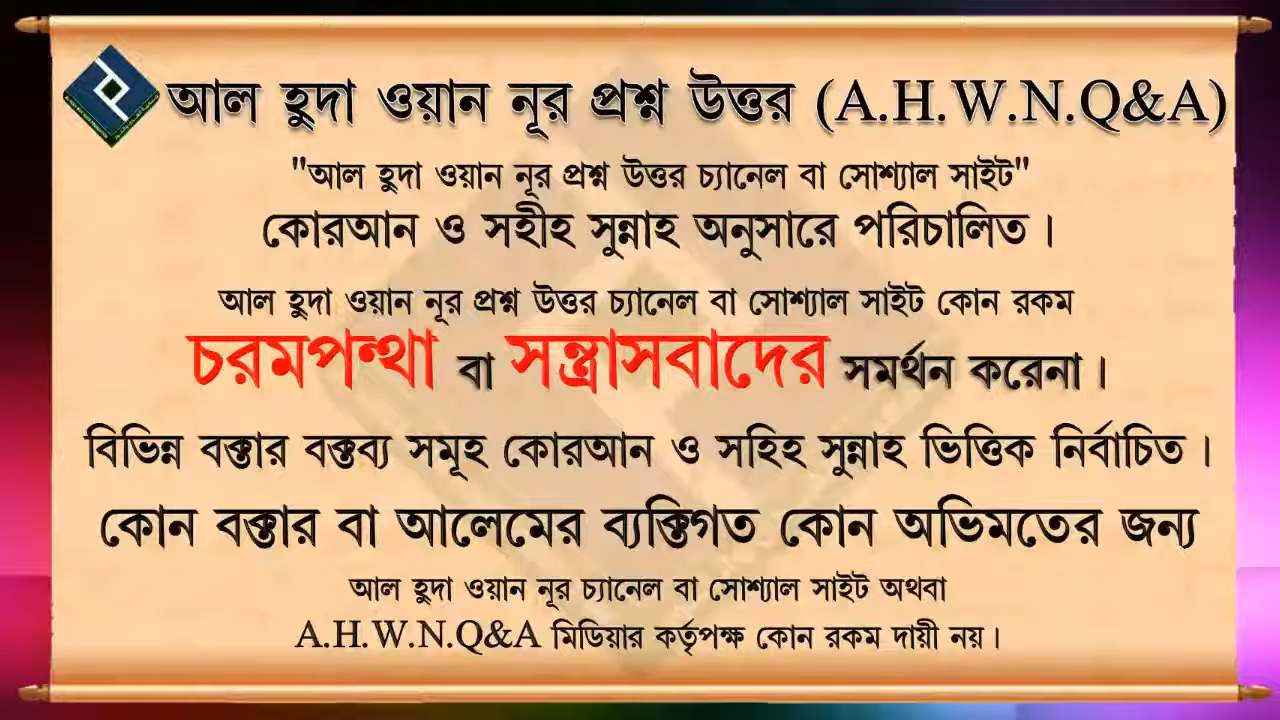 আল হুদা ওয়ান নূর প্রশ্ন উত্তর (A.H.W.N.Q&A)
"আল হুদা ওয়ান নূর প্রশ্ন উত্তর চ্যানেল বা সোশ্যাল সাইট"
কোরআন ও সহীহ সুন্নাহ অনুসারে পরিচালিত।
আল হুদা ওয়ান নূর প্রশ্ন উত্তর চ্যানেল বা সোশ্যাল সাইট কোন রকম
চরমপন্থা বা সন্ত্রাসবাদের সমর্থন করেনা।
বিভিন্ন বক্তার বক্তব্য সমূহ কোরআন ও সহিহ সুন্নাহ ভিত্তিক নির্বাচিত।
কোন বক্তার বা আলেমের ব্যক্তিগত কোন অভিমতের জন্য
আল হুদা ওয়ান নূর চ্যানেল বা সোশ্যাল সাইট অথবা
A.H.W.N.Q&A মিডিয়ার কর্তৃপক্ষ কোন রকম দায়ী নয়।